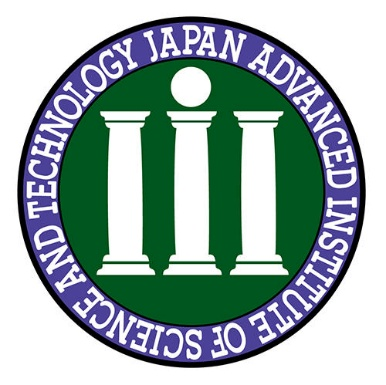 JAPAN ADVANCED INSTITUTE OF SCIENCE AND TECHNOLOGY